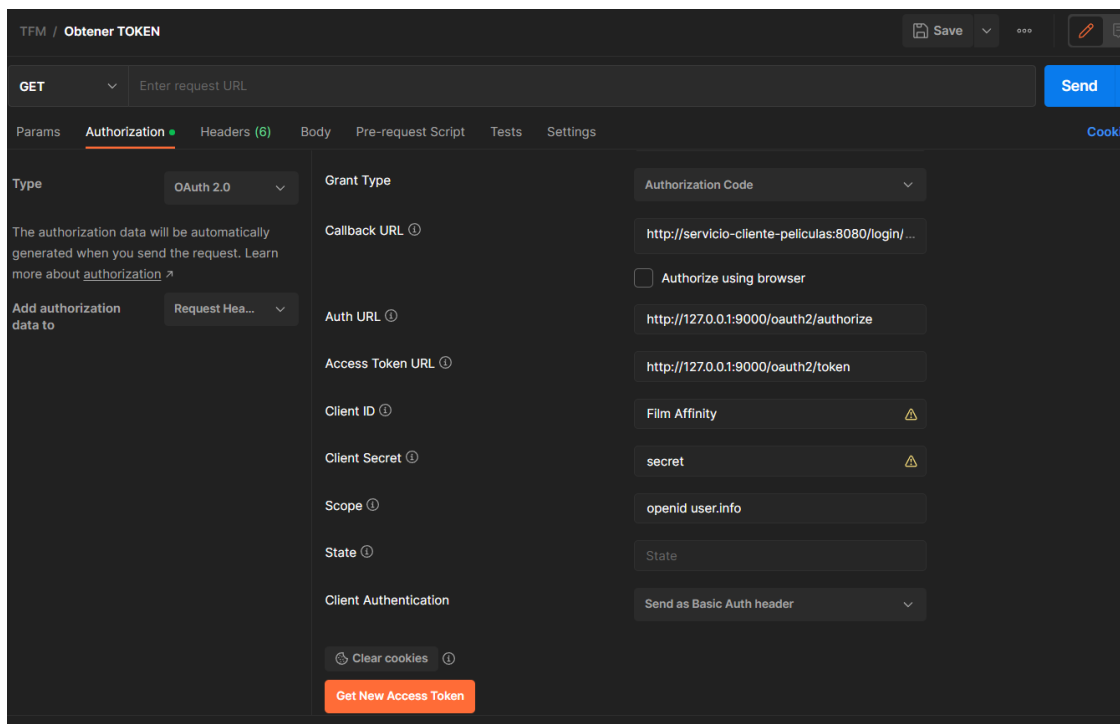 TFM / Obtener TOKEN
Save
GET
Enter request URL
Send
Params Authorization Headers (6) Body Pre-request Script Tests Settings
Type
OAuth 2.0
The authorization data will be automatically
generated when you send the request. Learn
more about authorization ↗
Add authorization
data to
Request Hea...
Grant Type
Authorization Code
Callback URL
http://servicio-cliente-peliculas:8080/login/...
Authorize using browser
Auth URL
http://127.0.0.1:9000/oauth2/authorize
Access Token URL
http://127.0.0.1:9000/oauth2/token
Client ID
Film Affinity
Client Secret
secret
Scope
openid user.info
State
State
Client Authentication
Send as Basic Auth header
Clear cookies
Get New Access Token